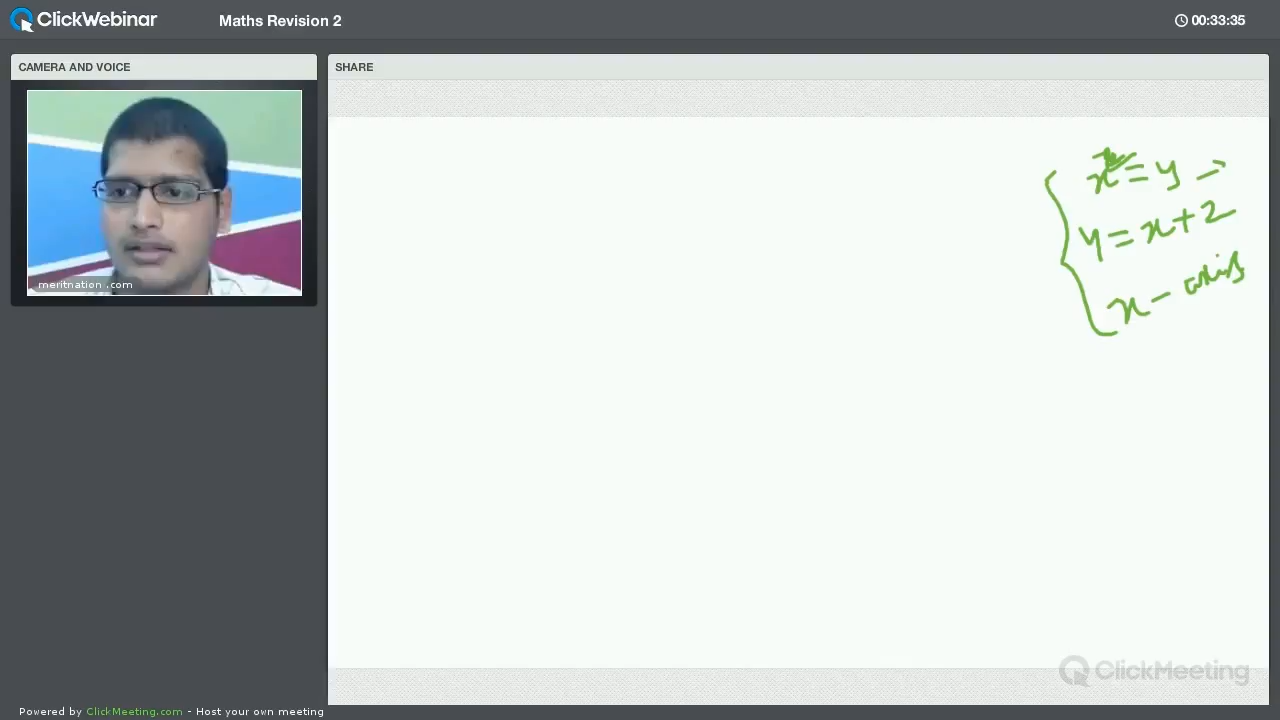 ClickWebinar Maths Revision 2 00:33:35
CAMERA AND VOICE SHARE
meritnation .com
x² = y →
y = x + 2
x - axis
ClickMeeting
Powered by ClickMeeting.com - Host your own meeting